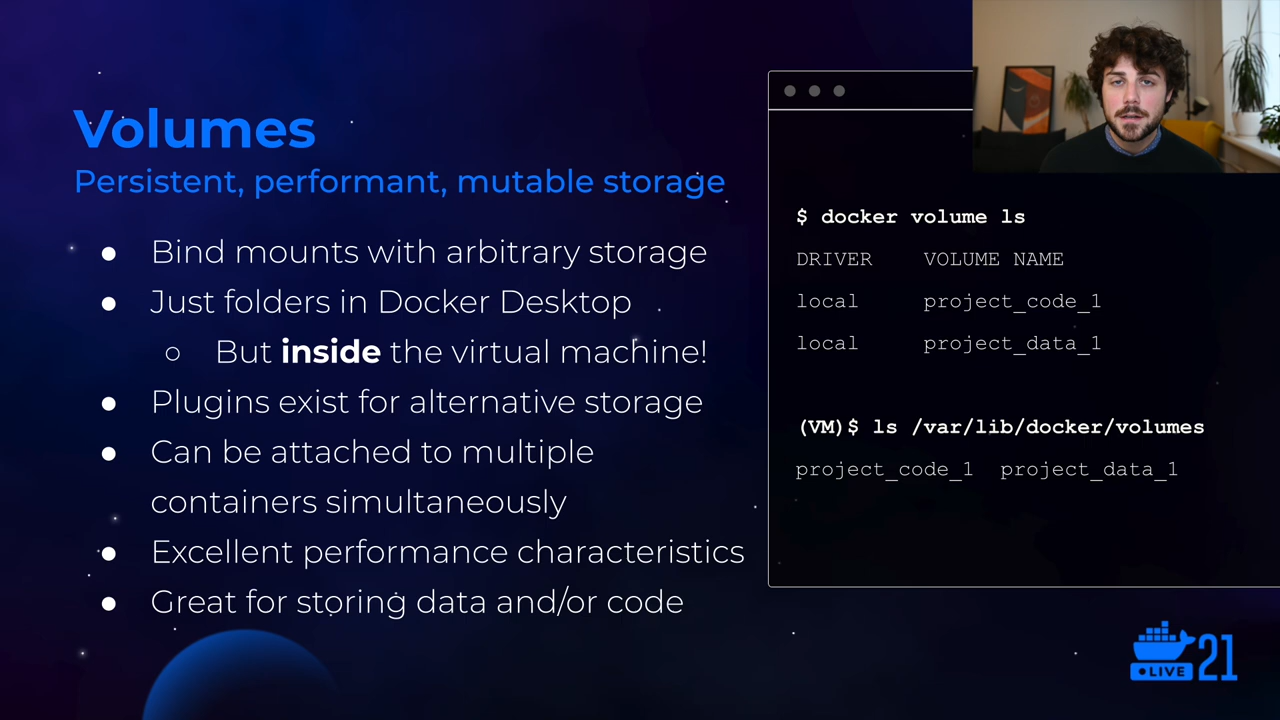 Volumes
Persistent, performant, mutable storage
● Bind mounts with arbitrary storage
● Just folders in Docker Desktop
○ But inside the virtual machine!
● Plugins exist for alternative storage
● Can be attached to multiple
containers simultaneously
● Excellent performance characteristics
● Great for storing data and/or code
$ docker volume ls
DRIVER    VOLUME NAME
local     project_code_1
local     project_data_1
(VM)$ ls /var/lib/docker/volumes
project_code_1  project_data_1
LIVE 21